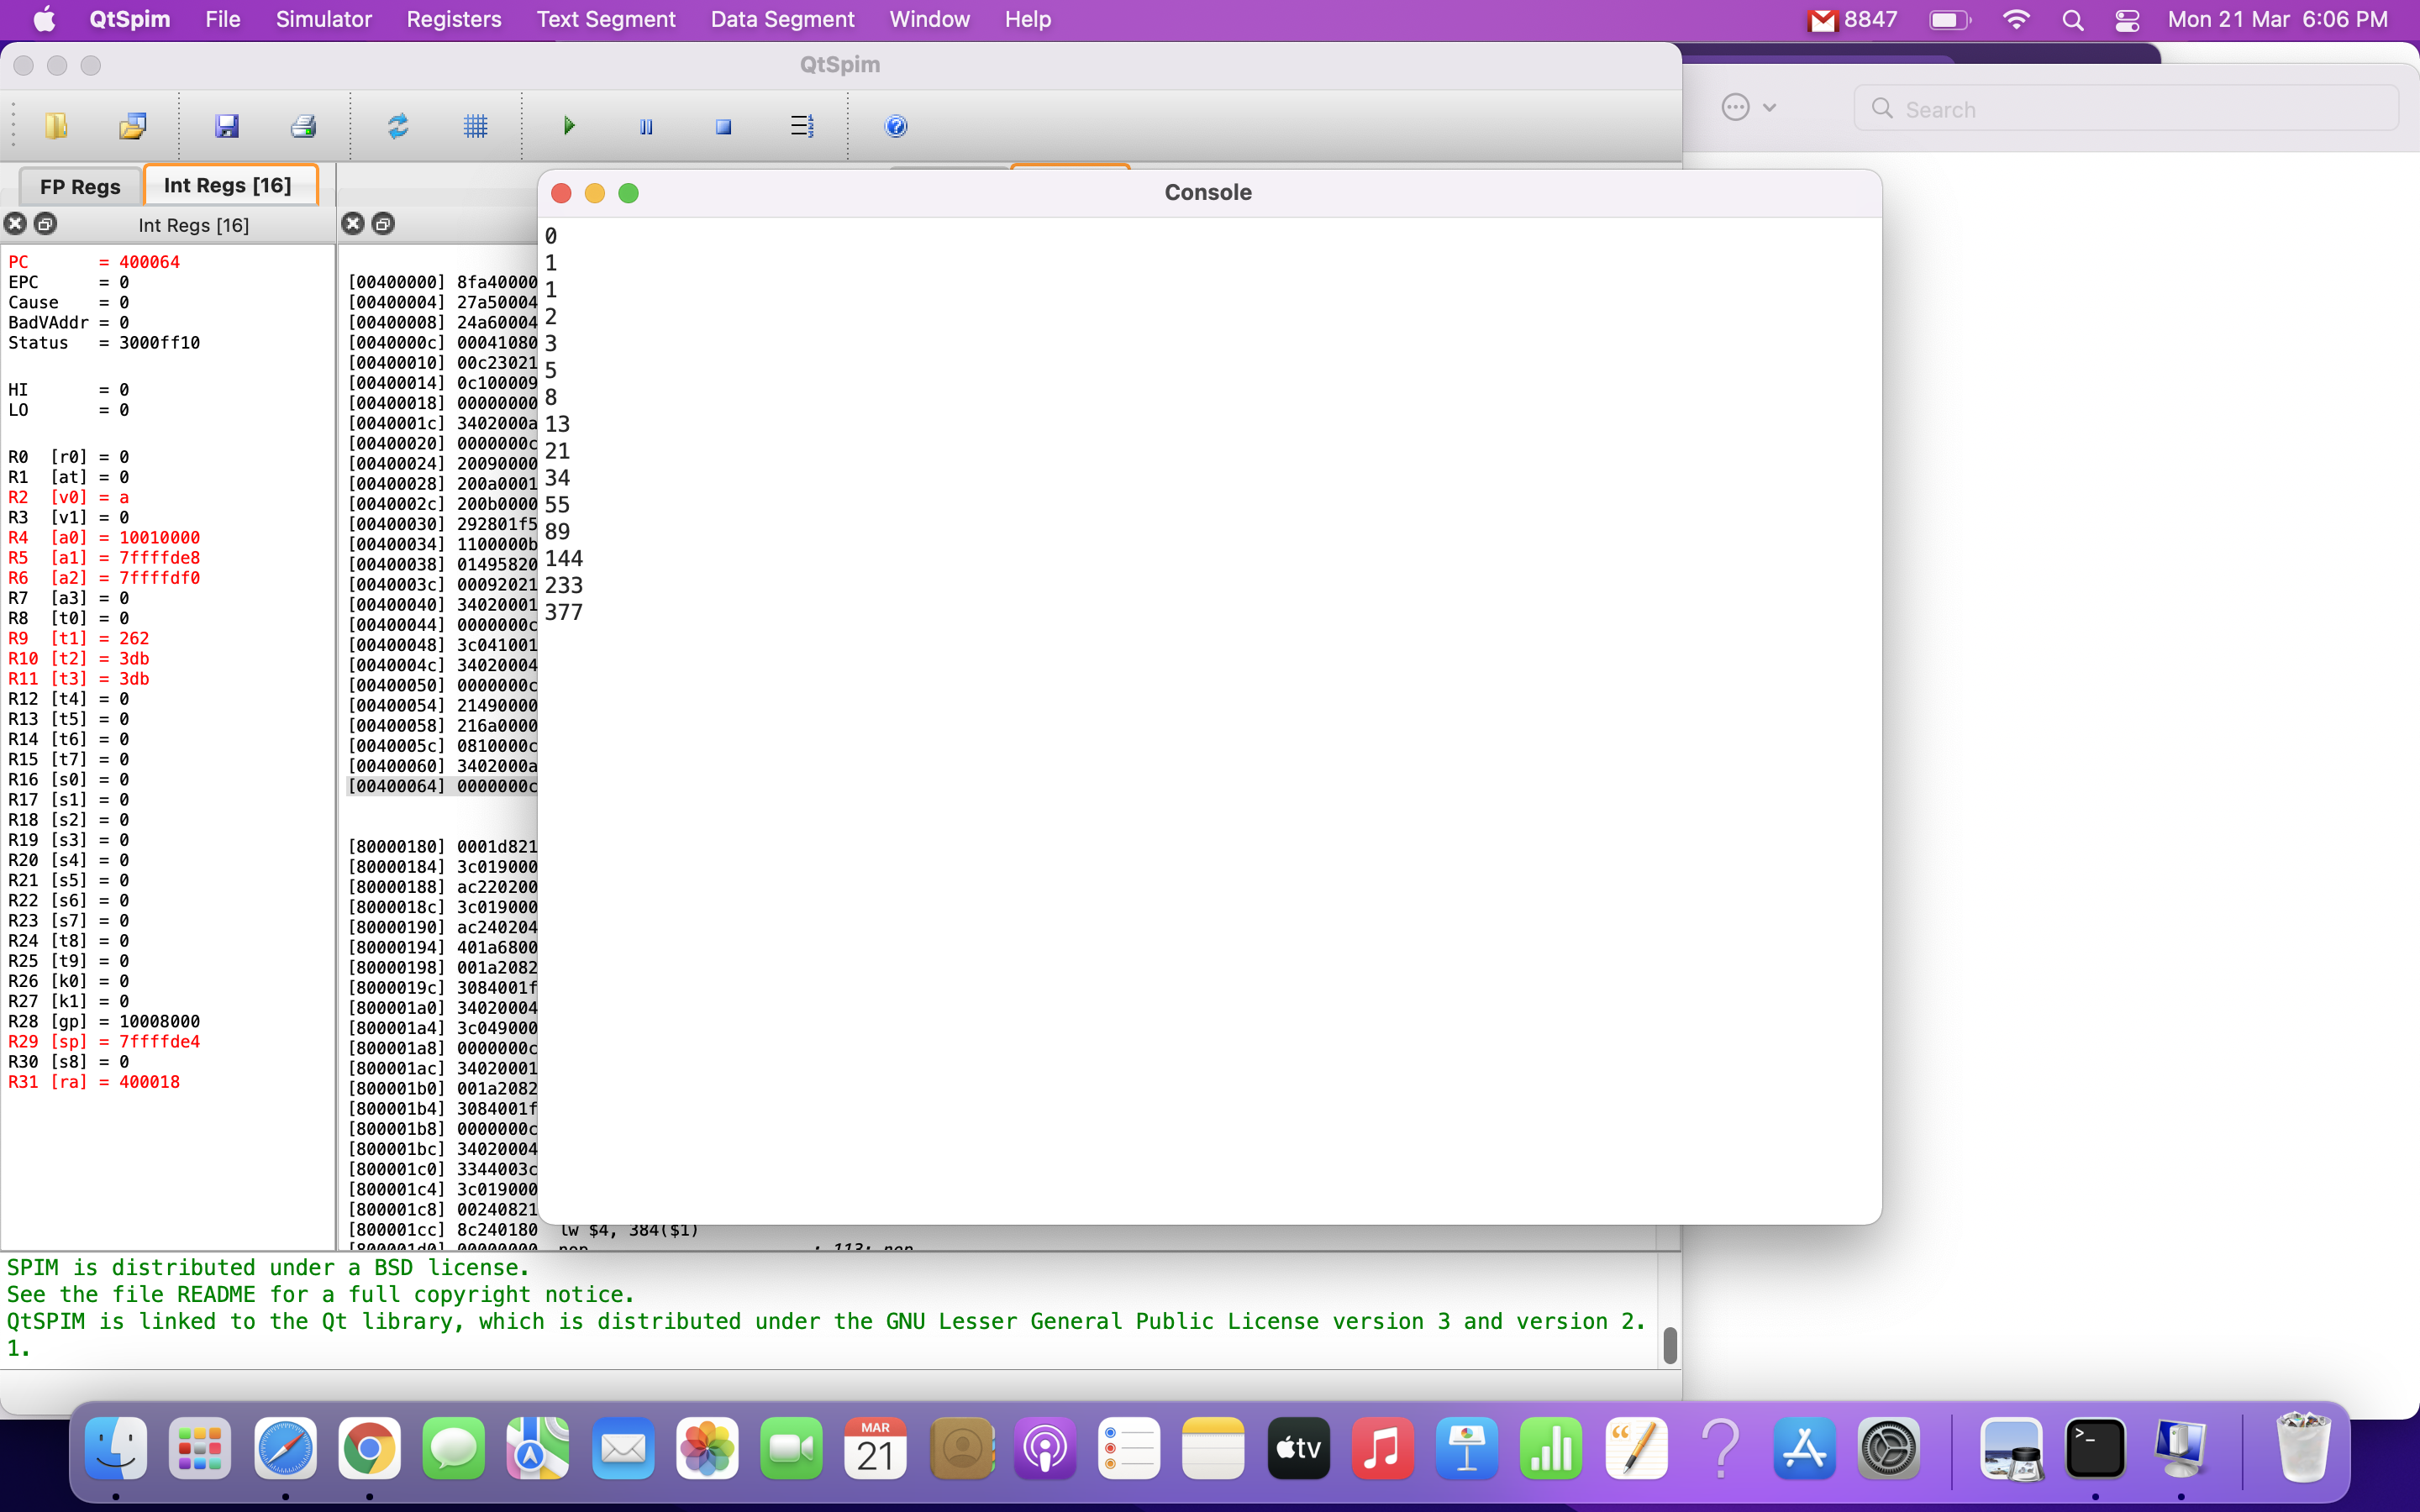 QtSpim File Simulator Registers Text Segment Data Segment Window Help 8847 Mon 21 Mar 6:06 PM
QtSpim
Search
FP Regs Int Regs [16]
Int Regs [16]
PC = 400064
EPC = 0
Cause = 0
BadVAddr = 0
Status = 3000ff10
HI = 0
LO = 0
R0 [r0] = 0
R1 [at] = 0
R2 [v0] = a
R3 [v1] = 0
R4 [a0] = 10010000
R5 [a1] = 7ffffde8
R6 [a2] = 7ffffdf0
R7 [a3] = 0
R8 [t0] = 0
R9 [t1] = 262
R10 [t2] = 3db
R11 [t3] = 3db
R12 [t4] = 0
R13 [t5] = 0
R14 [t6] = 0
R15 [t7] = 0
R16 [s0] = 0
R17 [s1] = 0
R18 [s2] = 0
R19 [s3] = 0
R20 [s4] = 0
R21 [s5] = 0
R22 [s6] = 0
R23 [s7] = 0
R24 [t8] = 0
R25 [t9] = 0
R26 [k0] = 0
R27 [k1] = 0
R28 [gp] = 10008000
R29 [sp] = 7ffffde4
R30 [s8] = 0
R31 [ra] = 400018
[00400000] 8fa40000
[00400004] 27a50004
[00400008] 24a60004
[0040000c] 00041080
[00400010] 00c23021
[00400014] 0c100009
[00400018] 00000000
[0040001c] 3402000a
[00400020] 0000000c
[00400024] 20090000
[00400028] 200a0001
[0040002c] 200b0000
[00400030] 292801f5
[00400034] 1100000b
[00400038] 01495820
[0040003c] 00092021
[00400040] 34020001
[00400044] 0000000c
[00400048] 3c041001
[0040004c] 34020004
[00400050] 0000000c
[00400054] 21490000
[00400058] 216a0000
[0040005c] 0810000c
[00400060] 3402000a
[00400064] 0000000c
[80000180] 0001d821
[80000184] 3c019000
[80000188] ac220200
[8000018c] 3c019000
[80000190] ac240204
[80000194] 401a6800
[80000198] 001a2082
[8000019c] 3084001f
[800001a0] 34020004
[800001a4] 3c049000
[800001a8] 0000000c
[800001ac] 34020001
[800001b0] 001a2082
[800001b4] 3084001f
[800001b8] 0000000c
[800001bc] 34020004
[800001c0] 3344003c
[800001c4] 3c019000
[800001c8] 00240821
[800001cc] 8c240180 lw $4, 384($1)
[800001d0] 00000000 nop ; 113: nop
Console
0
1
1
2
3
5
8
13
21
34
55
89
144
233
377
SPIM is distributed under a BSD license.
See the file README for a full copyright notice.
QtSPIM is linked to the Qt library, which is distributed under the GNU Lesser General Public License version 3 and version 2.
1.
MAR
21
tv